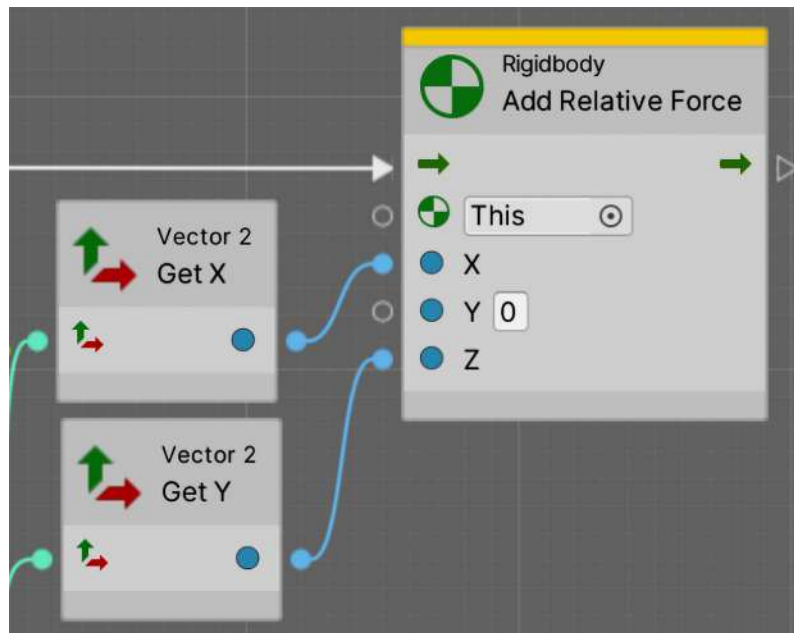 Rigidbody
Add Relative Force
This
X
Y 0
Z
Vector 2
Get X
Vector 2
Get Y